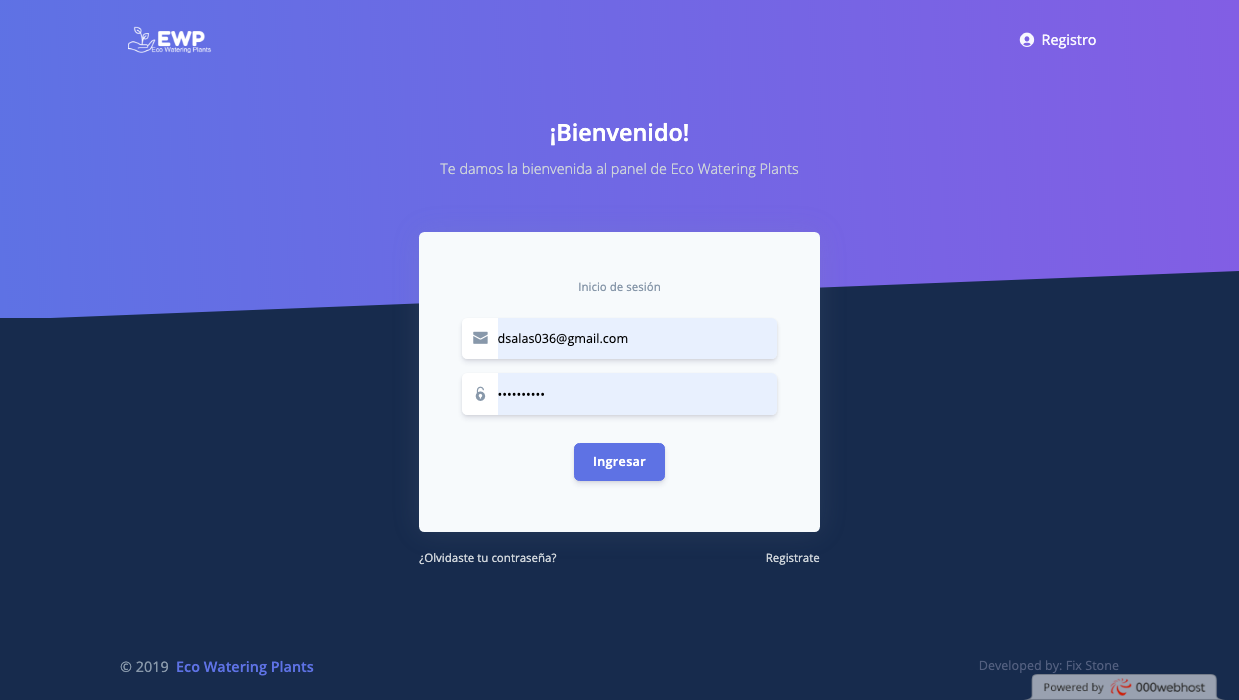 EWP
Eco Watering Plants
Registro
¡Bienvenido!
Te damos la bienvenida al panel de Eco Watering Plants
Inicio de sesión
dsalas036@gmail.com
••••••••••
Ingresar
¿Olvidaste tu contraseña?
Registrate
© 2019 Eco Watering Plants
Developed by: Fix Stone
Powered by 000webhost